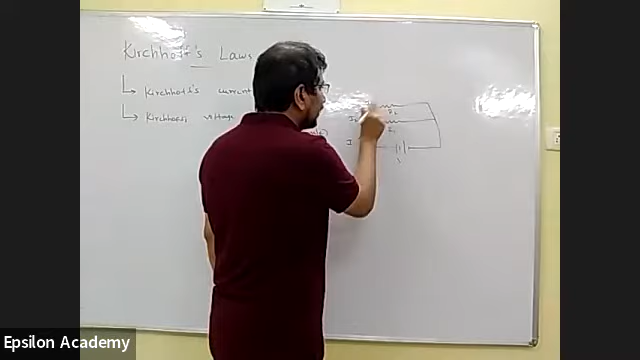 Kirchhoff's Laws
Kirchhoff's current
Kirchhoff's voltage
I
Epsilon Academy